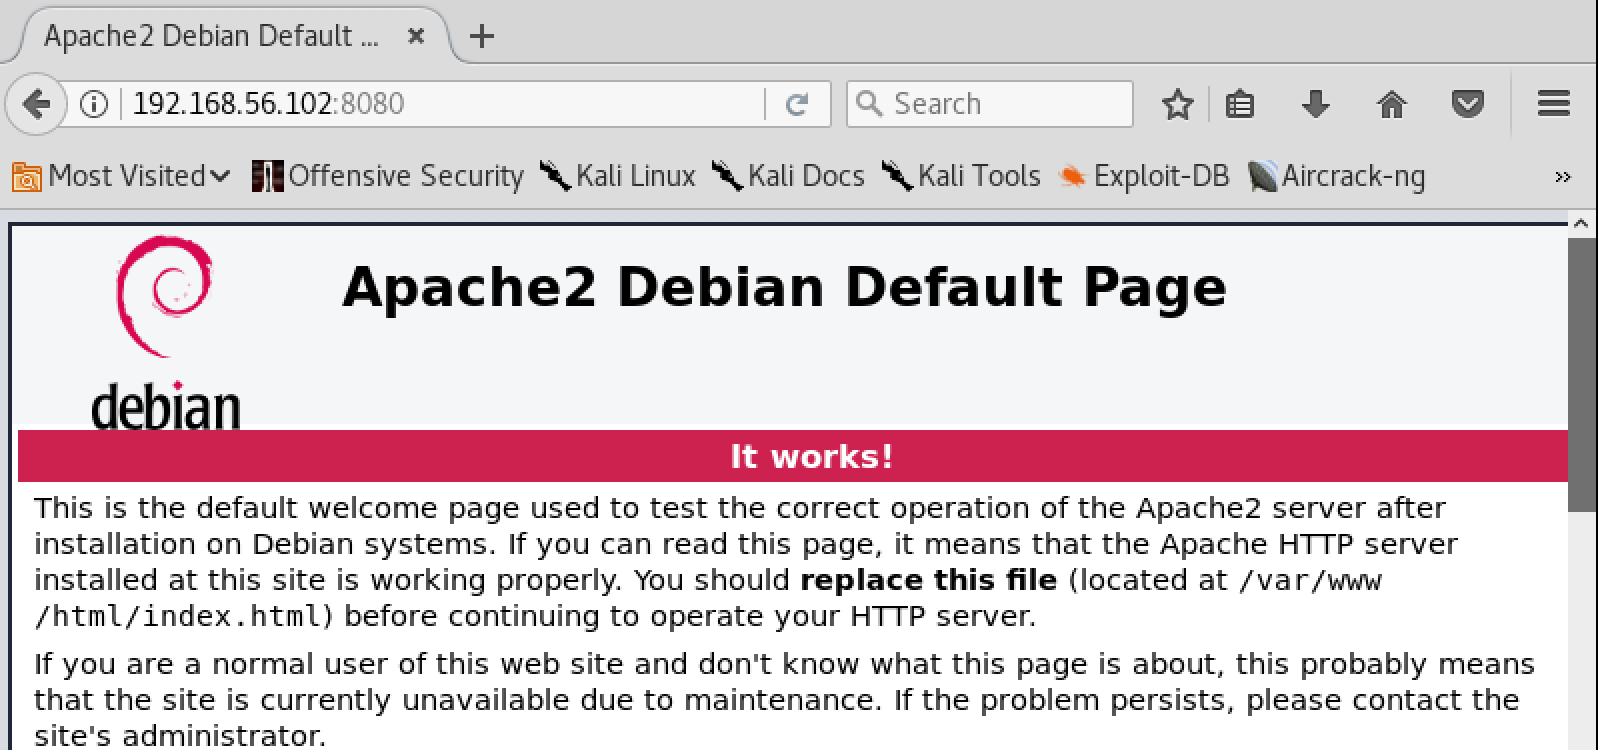 Apache2 Debian Default ...
192.168.56.102:8080
Search
Most Visited Offensive Security Kali Linux Kali Docs Kali Tools Exploit-DB Aircrack-ng
debian
Apache2 Debian Default Page
It works!
This is the default welcome page used to test the correct operation of the Apache2 server after
installation on Debian systems. If you can read this page, it means that the Apache HTTP server
installed at this site is working properly. You should replace this file (located at /var/www
/html/index.html) before continuing to operate your HTTP server.
If you are a normal user of this web site and don't know what this page is about, this probably means
that the site is currently unavailable due to maintenance. If the problem persists, please contact the
site's administrator.